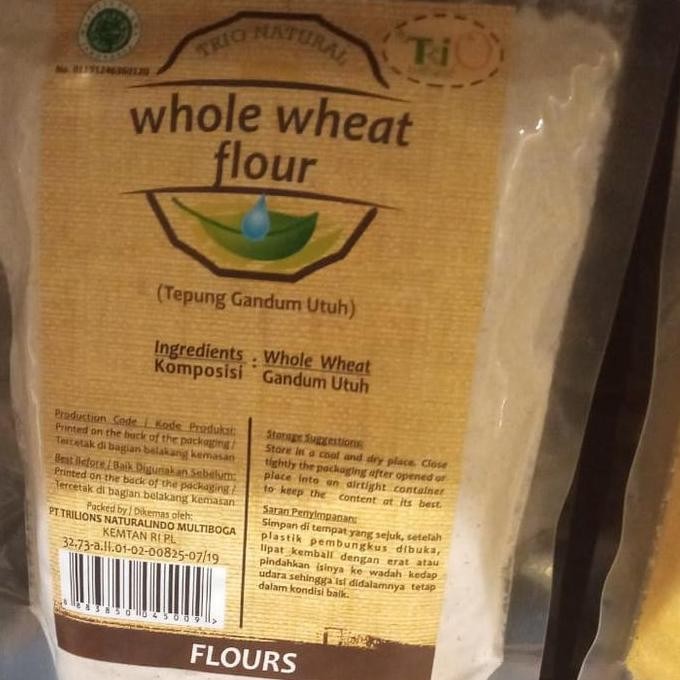 TRIO NATURAL
TRiO
whole wheat
flour
(Tepung Gandum Utuh)
Ingredients : Whole Wheat
Komposisi Gandum Utuh
Production Code / Kode Produksi:
Printed on the back of the packaging /
Tercetak di bagian belakang kemasan
Best Before / Baik Digunakan Sebelum:
Printed on the back of the packaging /
Tercetak di bagian belakang kemasan
Packed by / Dikemas oleh:
PT TRILIONS NATURALINDO MULTIBOGA
KEMTAN RI PL
32.73-a.II.01-02-00825-07/19
8 883850 045009 >
Storage Suggestions:
Store in a cool and dry place. Close
tightly the packaging after opened or
place into an airtight container
to keep the content at its best.
Saran Penyimpanan:
Simpan di tempat yang sejuk, setelah
plastik pembungkus dibuka,
lipat kembali dengan erat atau
pindahkan isinya ke wadah kedap
udara sehingga isi didalamnya tetap
dalam kondisi baik.
FLOURS